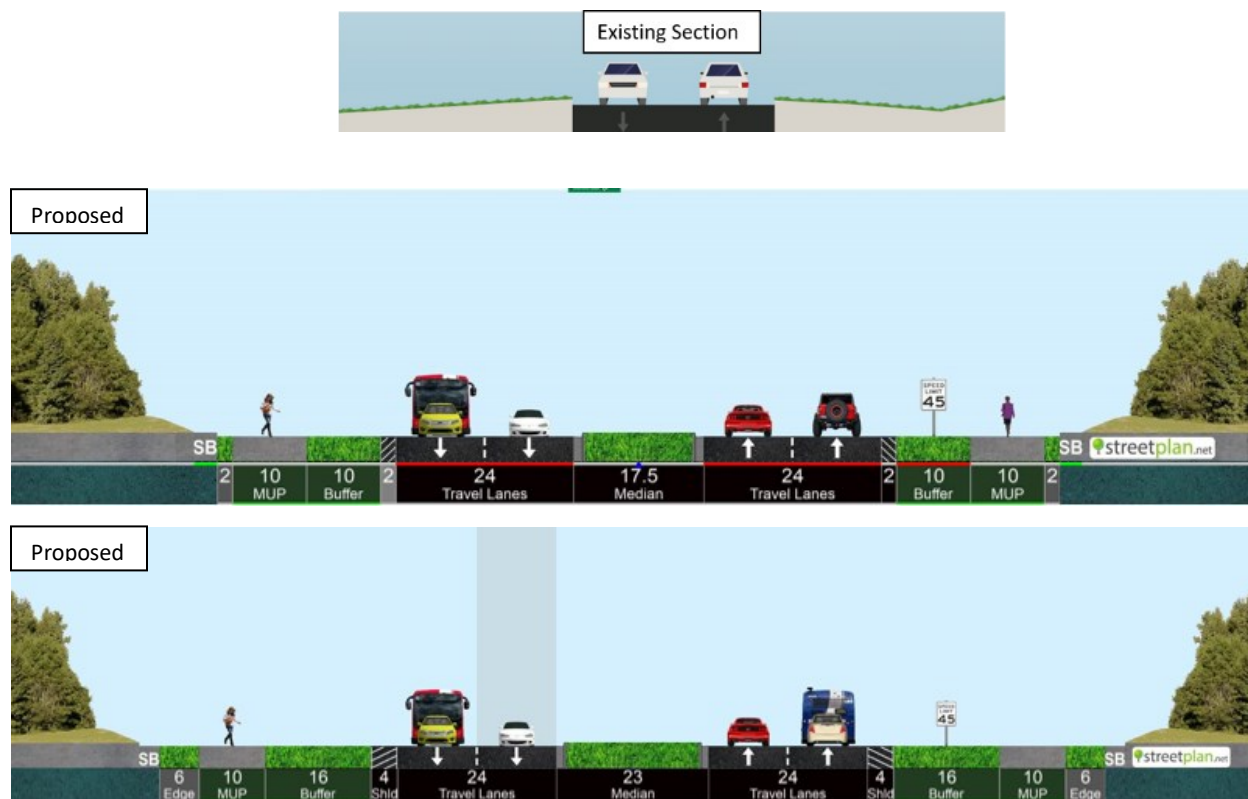 Existing Section
Proposed
SPEED
LIMIT
45
SB
SB streetplan.net
2 10 10 2 24 17.5 24 2 10 10 2
MUP Buffer Travel Lanes Median Travel Lanes Buffer MUP
Proposed
SPEED
LIMIT
45
SB
SB streetplan.net
6 10 16 4 24 23 24 4 16 10 6
Edge MUP Buffer Shld Travel Lanes Median Travel Lanes Shld Buffer MUP Edge